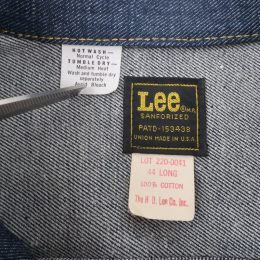 HOT WASH—
Normal Cycle
TUMBLE DRY—
Medium Heat
Wash and tumble dry
separately
Avoid Bleach
Lee M.R.
SANFORIZED
PAT'D-153438
UNION MADE IN U.S.A.
LOT 220-0041
44 LONG
100% COTTON
The H. D. Lee Co. Inc.